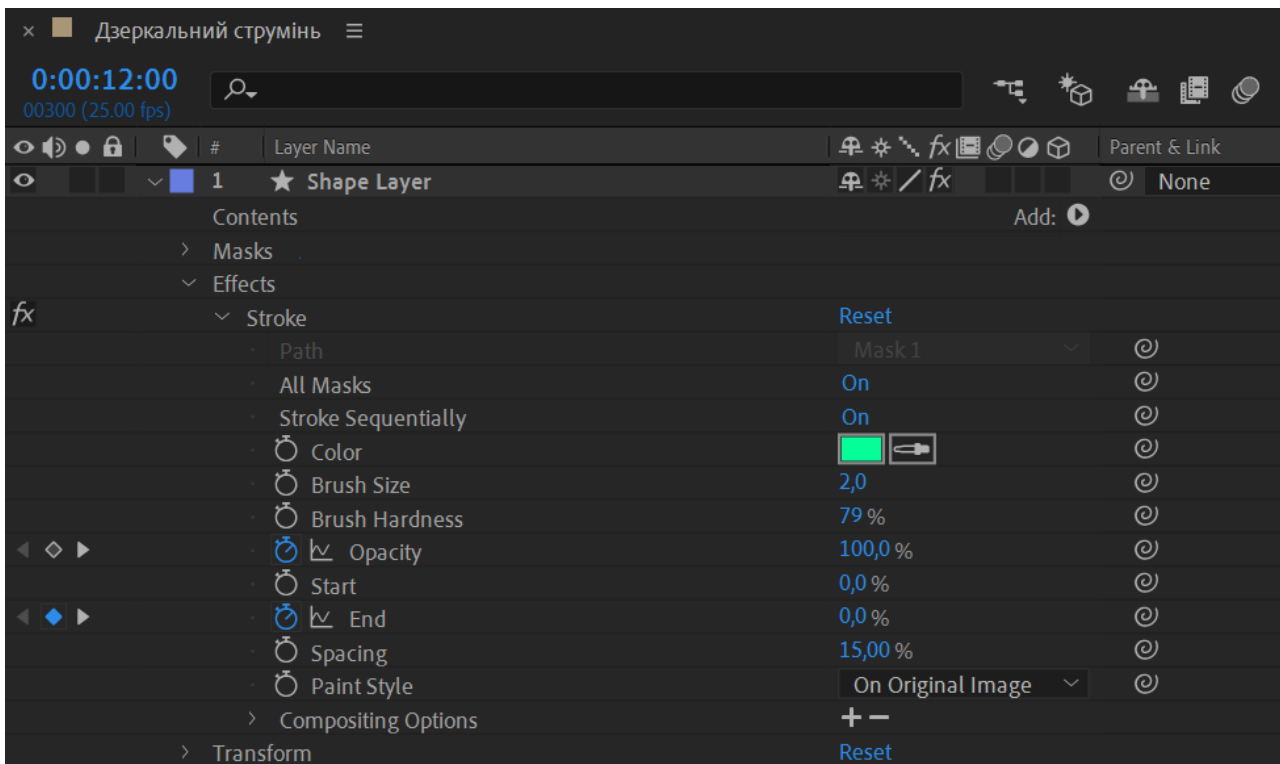 Дзеркальний струмінь
0:00:12:00
00300 (25.00 fps)
# Layer Name Parent & Link
1 Shape Layer None
Contents Add:
Masks
Effects
fx Stroke Reset
Path Mask 1
All Masks On
Stroke Sequentially On
Color
Brush Size 2,0
Brush Hardness 79 %
Opacity 100,0 %
Start 0,0 %
End 0,0 %
Spacing 15,00 %
Paint Style On Original Image
Compositing Options + −
Transform Reset